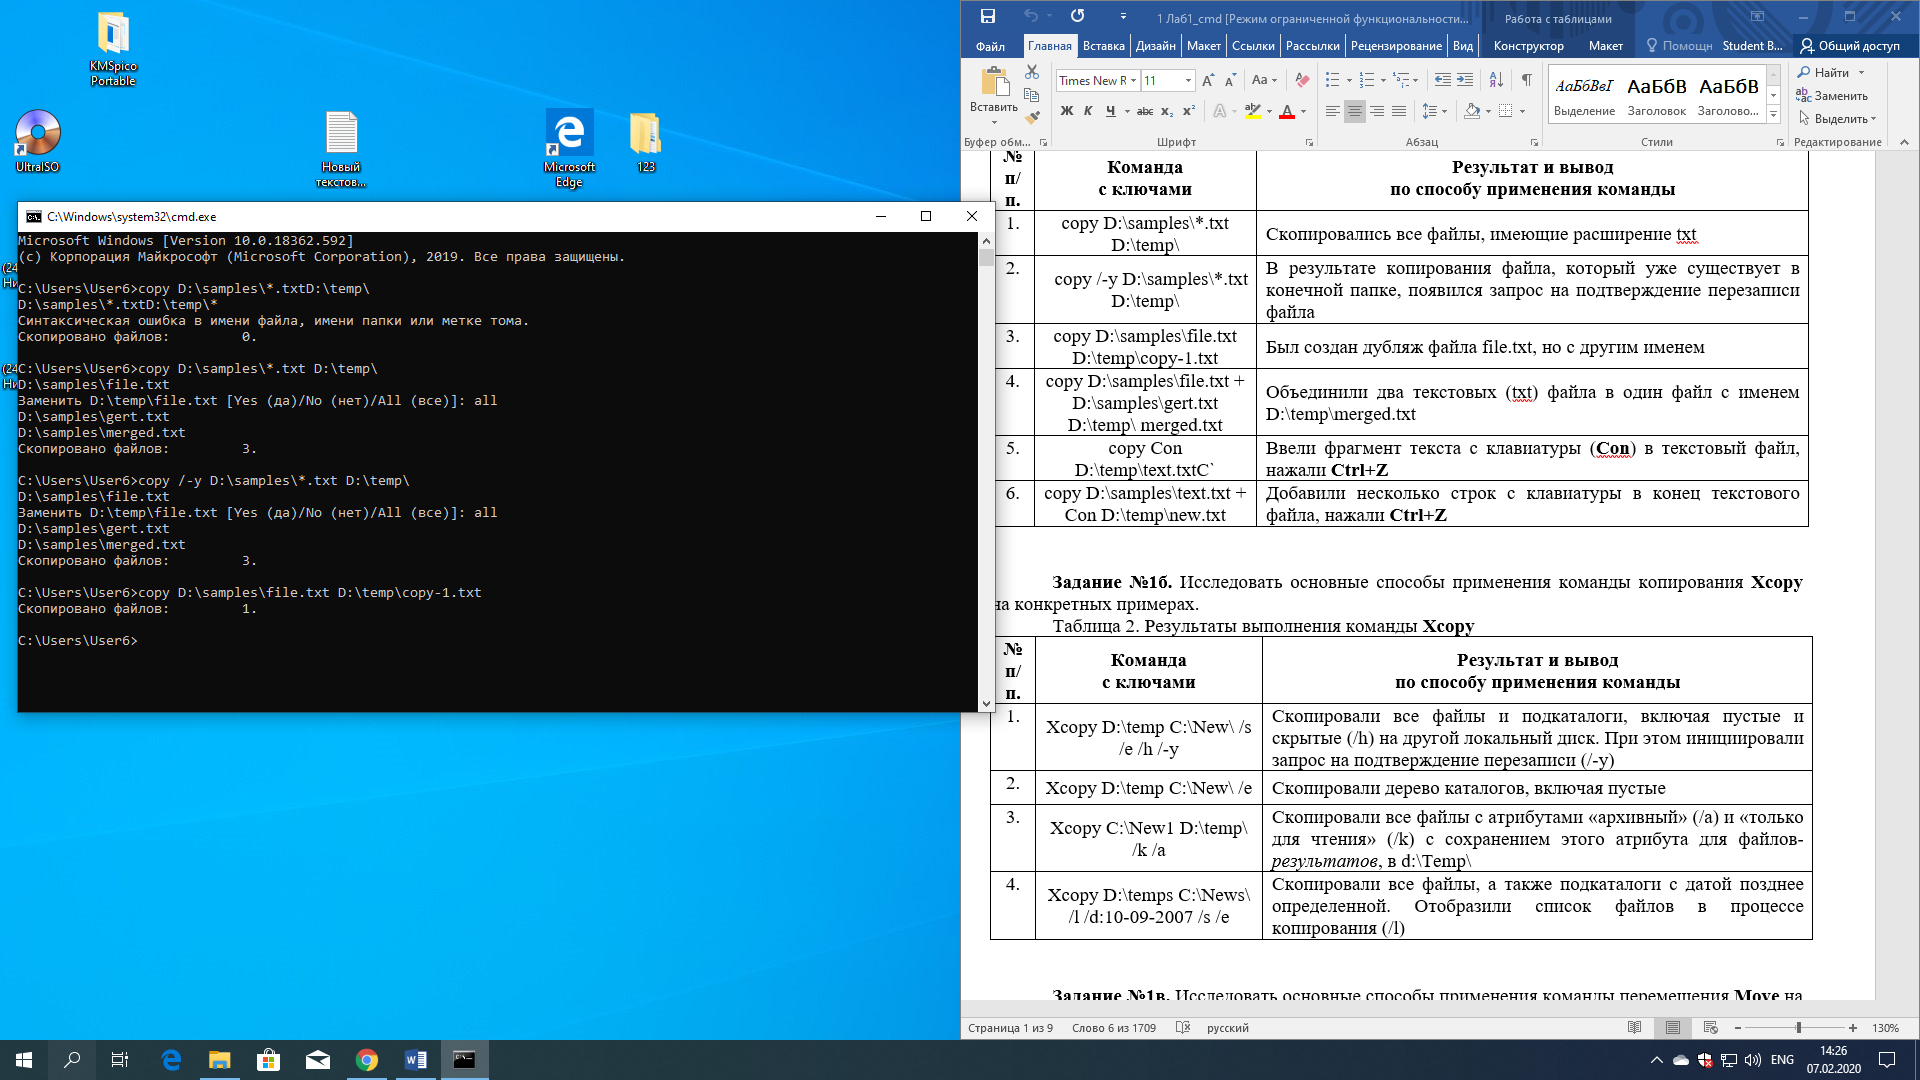 KMSpico
Portable
UltraISO
Новый
текстов...
Microsoft
Edge
123
C:\Windows\system32\cmd.exe
Microsoft Windows [Version 10.0.18362.592]
(c) Корпорация Майкрософт (Microsoft Corporation), 2019. Все права защищены.
C:\Users\User6>copy D:\samples\*.txtD:\temp\
D:\samples\*.txtD:\temp\*
Синтаксическая ошибка в имени файла, имени папки или метке тома.
Скопировано файлов:         0.
C:\Users\User6>copy D:\samples\*.txt D:\temp\
D:\samples\file.txt
Заменить D:\temp\file.txt [Yes (да)/No (нет)/All (все)]: all
D:\samples\gert.txt
D:\samples\merged.txt
Скопировано файлов:         3.
C:\Users\User6>copy /-y D:\samples\*.txt D:\temp\
D:\samples\file.txt
Заменить D:\temp\file.txt [Yes (да)/No (нет)/All (все)]: all
D:\samples\gert.txt
D:\samples\merged.txt
Скопировано файлов:         3.
C:\Users\User6>copy D:\samples\file.txt D:\temp\copy-1.txt
Скопировано файлов:         1.
C:\Users\User6>
1 Лаб1_cmd [Режим ограниченной функциональности... Работа с таблицами
Файл Главная Вставка Дизайн Макет Ссылки Рассылки Рецензирование Вид Конструктор Макет Помощн Student B... Общий доступ
Вставить
Буфер обм...
Times New R 11
Aa
Ж К Ч abc x₂ x²
Шрифт
Абзац
АаБбВвІ АаБбВ АаБбВ
Выделение Заголовок Заголово...
Стили
Найти
Заменить
Выделить
Редактирование
№ п/п. Команда с ключами Результат и вывод по способу применения команды
1. copy D:\samples\*.txt D:\temp\ Скопировались все файлы, имеющие расширение txt
2. copy /-y D:\samples\*.txt D:\temp\ В результате копирования файла, который уже существует в конечной папке, появился запрос на подтверждение перезаписи файла
3. copy D:\samples\file.txt D:\temp\copy-1.txt Был создан дубляж файла file.txt, но с другим именем
4. copy D:\samples\file.txt + D:\samples\gert.txt D:\temp\ merged.txt Объединили два текстовых (txt) файла в один файл с именем D:\temp\merged.txt
5. copy Con D:\temp\text.txtC` Ввели фрагмент текста с клавиатуры (Con) в текстовый файл, нажали Ctrl+Z
6. copy D:\samples\text.txt + Con D:\temp\new.txt Добавили несколько строк с клавиатуры в конец текстового файла, нажали Ctrl+Z
Задание №1б. Исследовать основные способы применения команды копирования Xcopy
на конкретных примерах.
Таблица 2. Результаты выполнения команды Xcopy
№ п/п. Команда с ключами Результат и вывод по способу применения команды
1. Xcopy D:\temp C:\New\ /s /e /h /-y Скопировали все файлы и подкаталоги, включая пустые и скрытые (/h) на другой локальный диск. При этом инициировали запрос на подтверждение перезаписи (/-y)
2. Xcopy D:\temp C:\New\ /e Скопировали дерево каталогов, включая пустые
3. Xcopy C:\New1 D:\temp\ /k /a Скопировали все файлы с атрибутами «архивный» (/a) и «только для чтения» (/k) с сохранением этого атрибута для файлов-результатов, в d:\Temp\
4. Xcopy D:\temps C:\News\ /l /d:10-09-2007 /s /e Скопировали все файлы, а также подкаталоги с датой позднее определенной. Отобразили список файлов в процессе копирования (/l)
Задание №1в. Исследовать основные способы применения команды перемещения Move на
Страница 1 из 9 Слово 6 из 1709 русский 130%
ENG
14:26
07.02.2020